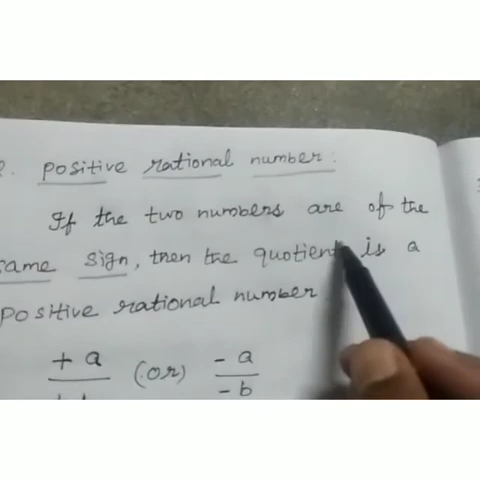 positive rational number:
If the two numbers are of the
same sign, then the quotient is a
positive rational number
+a (or) -a
-b